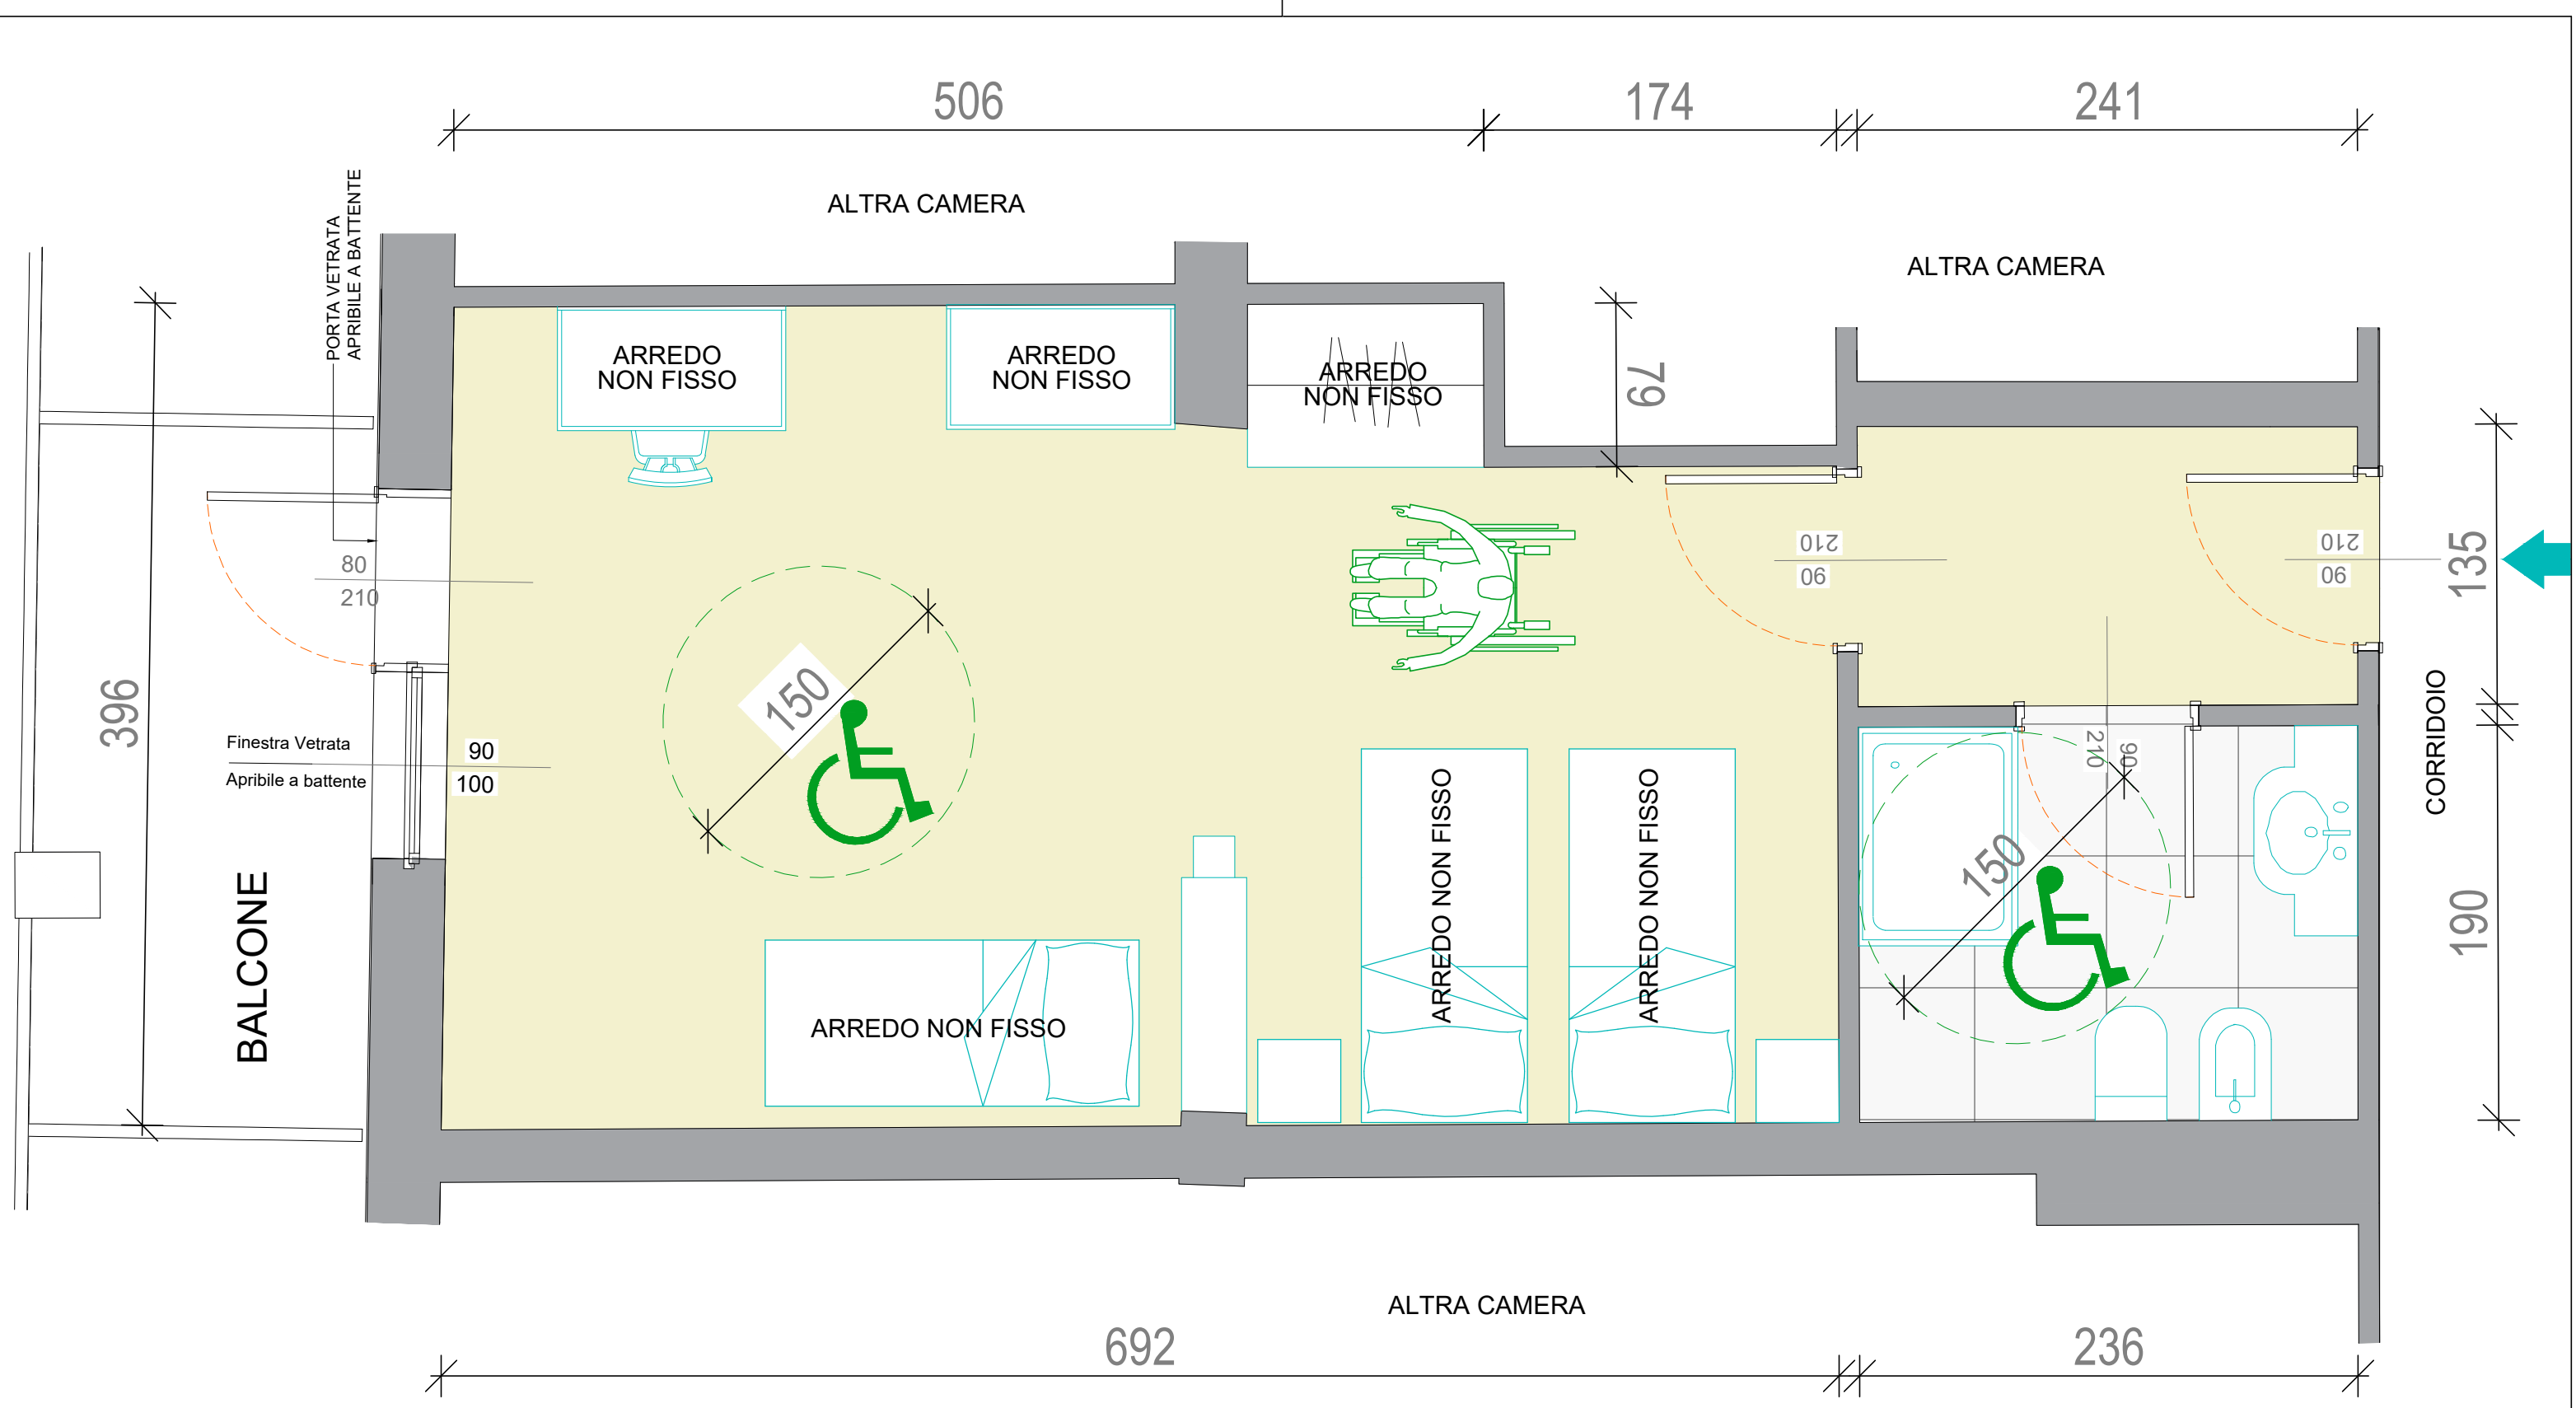 506
174
241
ALTRA CAMERA
ALTRA CAMERA
PORTA VETRATA
APRIBILE A BATTENTE
ARREDO
NON FISSO
ARREDO
NON FISSO
ARREDO
NON FISSO
79
80
210
210
90
210
90
135
396
150
Finestra Vetrata
Apribile a battente
90
100
210
90
CORRIDOIO
BALCONE
ARREDO NON FISSO
ARREDO NON FISSO
ARREDO NON FISSO
150
190
ALTRA CAMERA
692
236